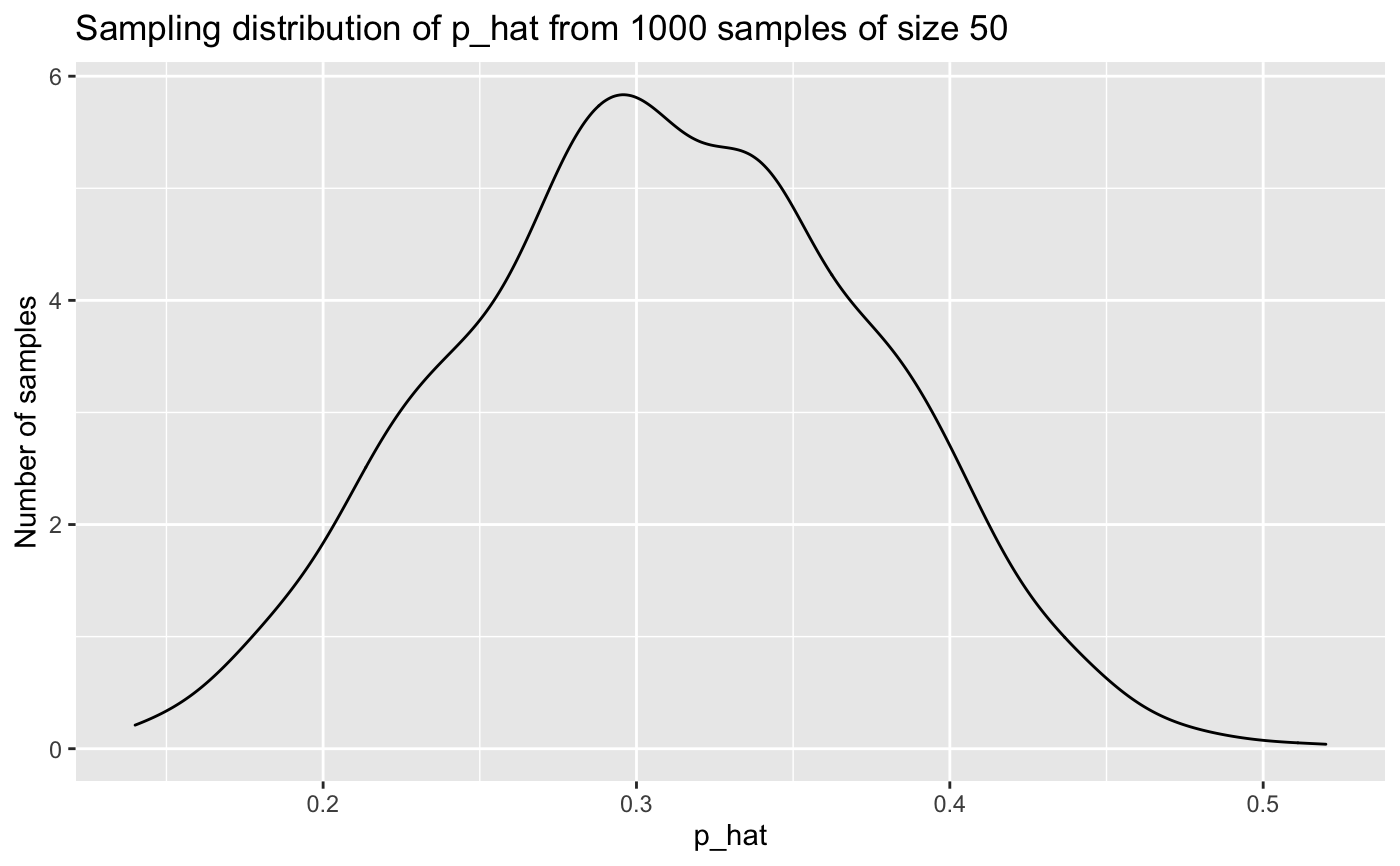 Sampling distribution of p_hat from 1000 samples of size 50
Number of samples
6
4
2
0
0.2 0.3 0.4 0.5
p_hat